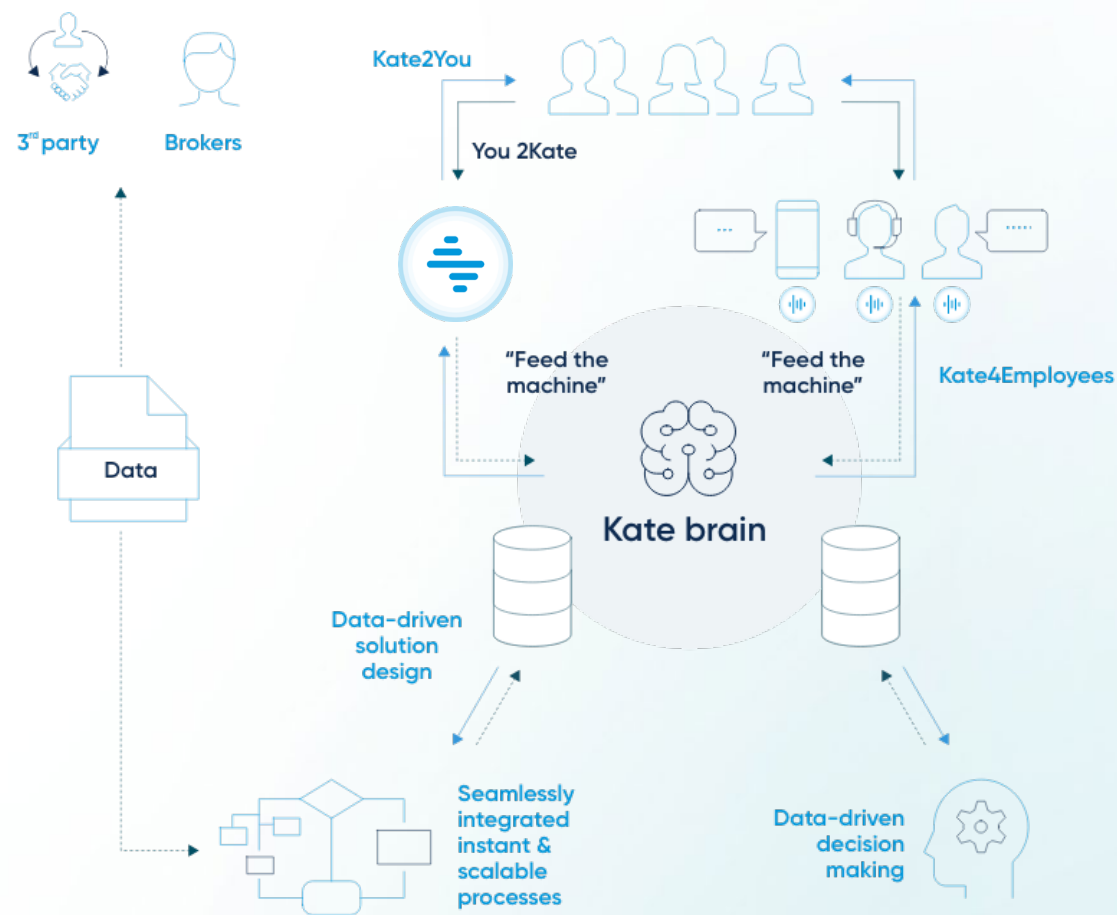 Kate2You
3rd party
Brokers
You 2Kate
...
.....
"Feed the
machine"
"Feed the
machine"
Kate4Employees
Data
Kate brain
Data-driven
solution
design
Seamlessly
integrated
instant &
scalable
processes
Data-driven
decision
making